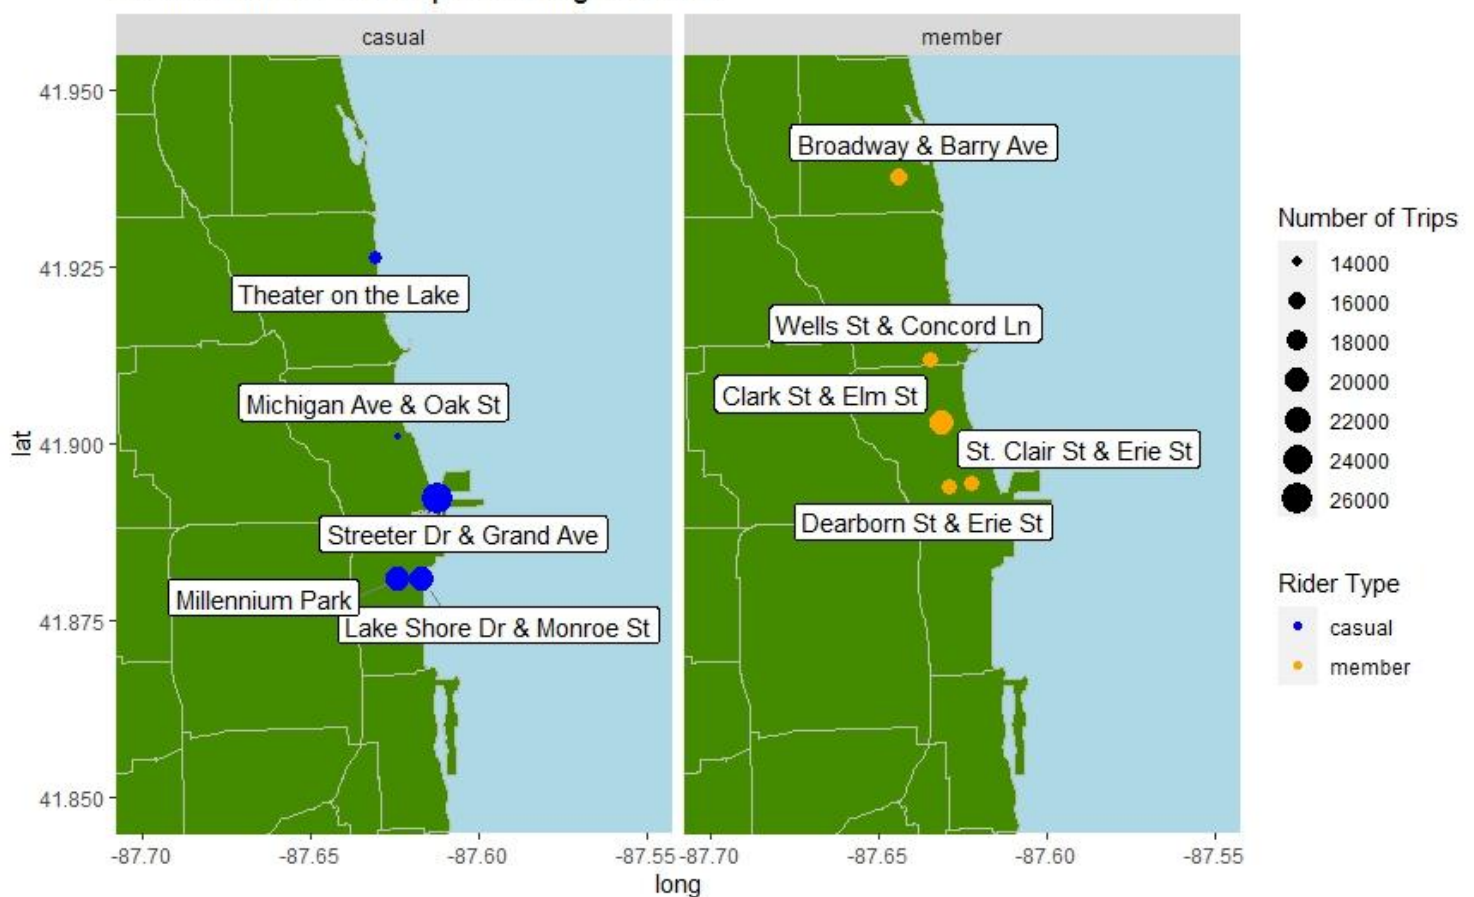 casual
member
41.950
41.925
41.900
41.875
41.850
lat
Theater on the Lake
Michigan Ave & Oak St
Streeter Dr & Grand Ave
Millennium Park
Lake Shore Dr & Monroe St
Broadway & Barry Ave
Wells St & Concord Ln
Clark St & Elm St
St. Clair St & Erie St
Dearborn St & Erie St
-87.70
-87.65
-87.60
-87.55
-87.70
-87.65
-87.60
-87.55
long
Number of Trips
14000
16000
18000
20000
22000
24000
26000
Rider Type
casual
member